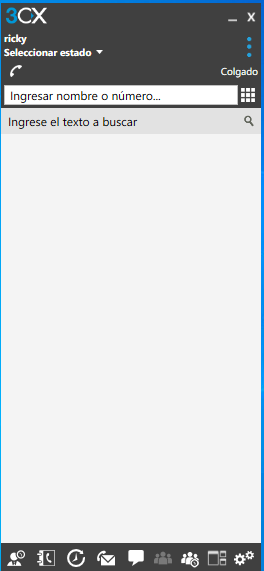 3CX
ricky
Seleccionar estado
Colgado
Ingresar nombre o número...
Ingrese el texto a buscar